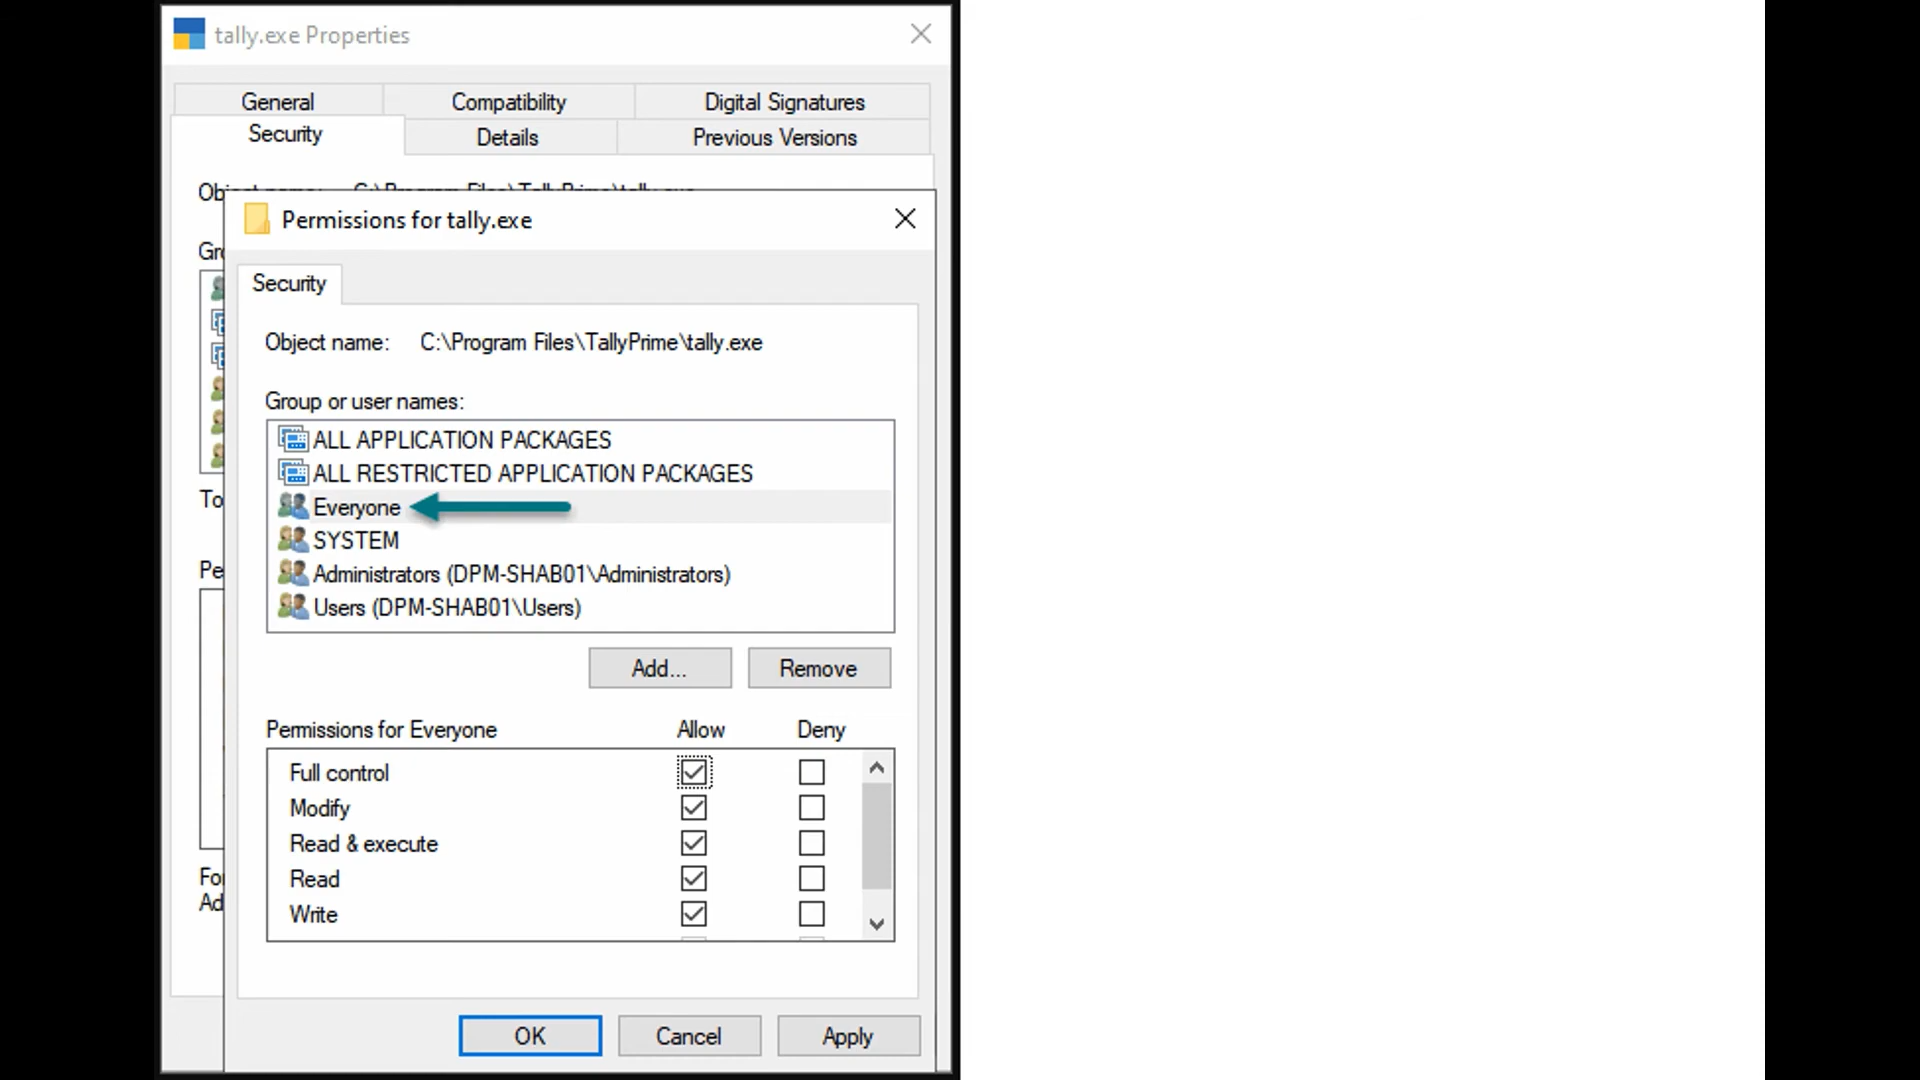 tally.exe Properties
General
Compatibility
Digital Signatures
Security
Details
Previous Versions
Permissions for tally.exe
Security
Object name: C:\Program Files\TallyPrime\tally.exe
Group or user names:
ALL APPLICATION PACKAGES
ALL RESTRICTED APPLICATION PACKAGES
Everyone
SYSTEM
Administrators (DPM-SHAB01\Administrators)
Users (DPM-SHAB01\Users)
Add...
Remove
Permissions for Everyone
Allow
Deny
Full control
Modify
Read & execute
Read
Write
OK
Cancel
Apply